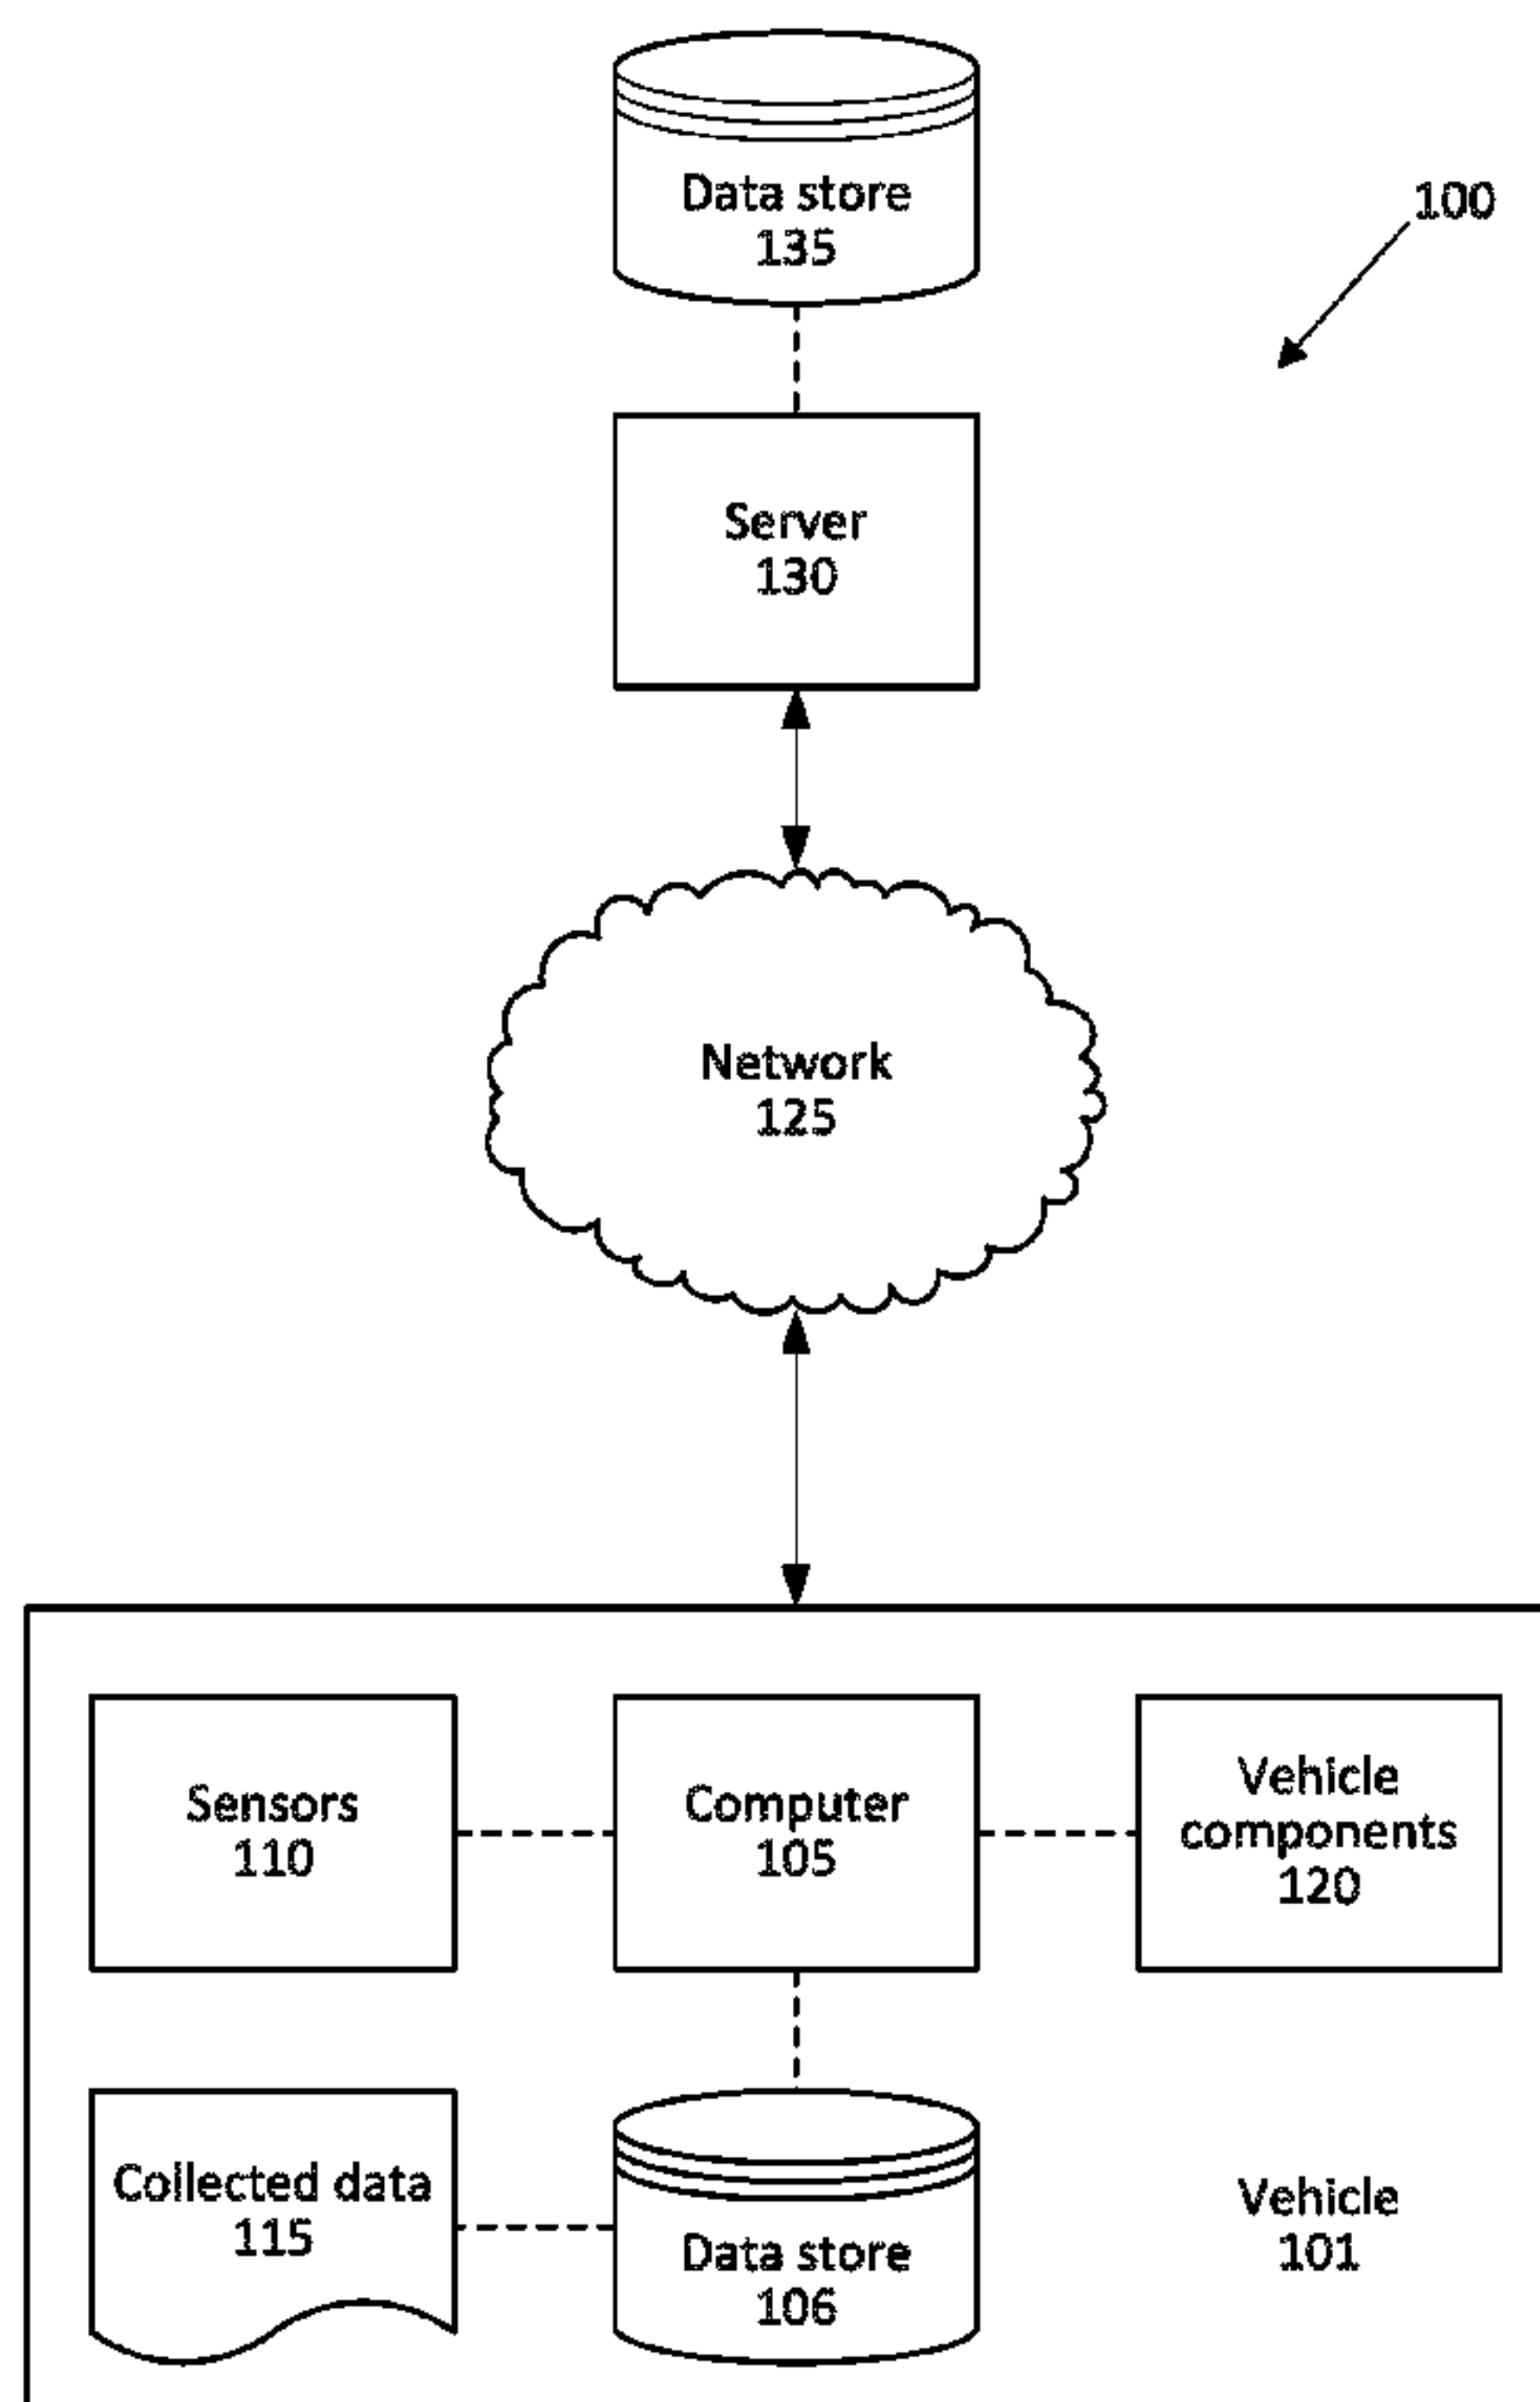 Data store
135
100
Server
130
Network
125
Sensors
110
Computer
105
Vehicle
components
120
Collected data
115
Data store
106
Vehicle
101